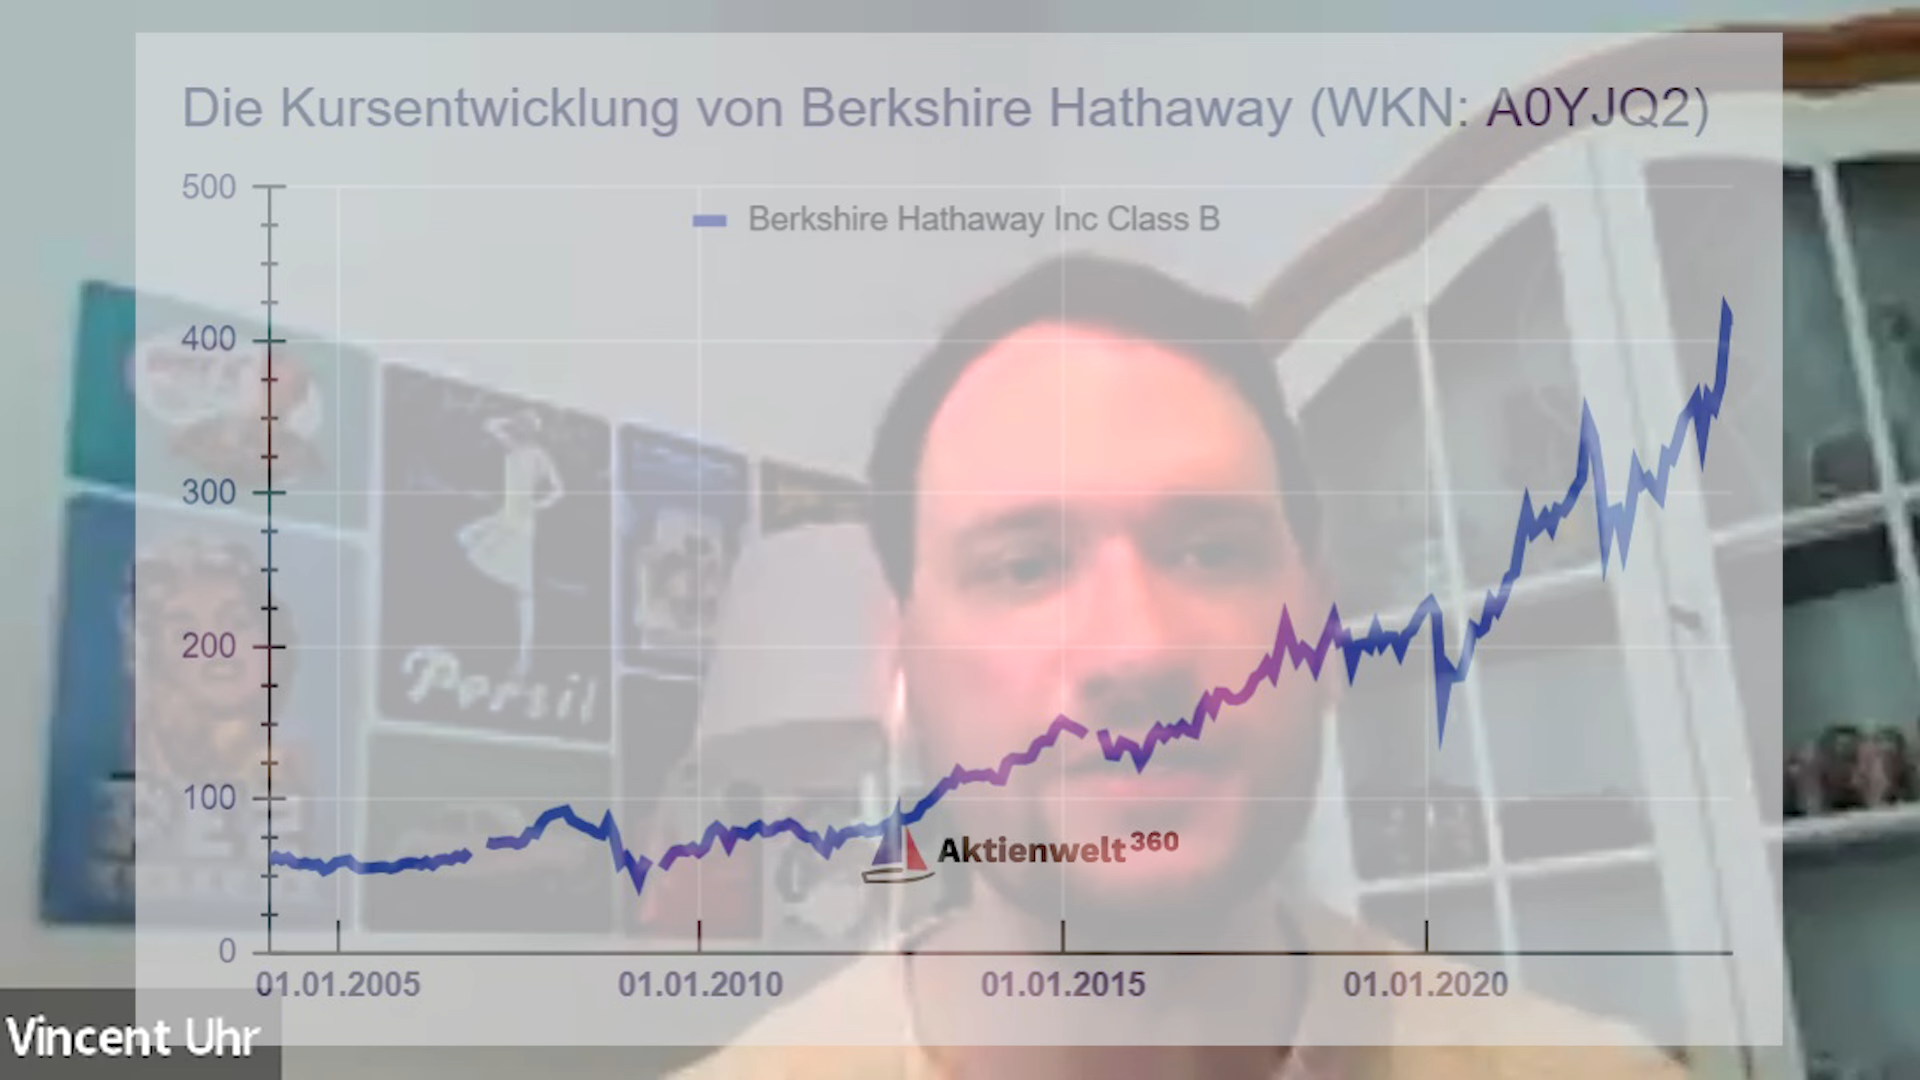 Die Kursentwicklung von Berkshire Hathaway (WKN: A0YJQ2)
500
Berkshire Hathaway Inc Class B
400
300
200
Persil
100
Aktienwelt360
0
01.01.2005 01.01.2010 01.01.2015 01.01.2020
Vincent Uhr